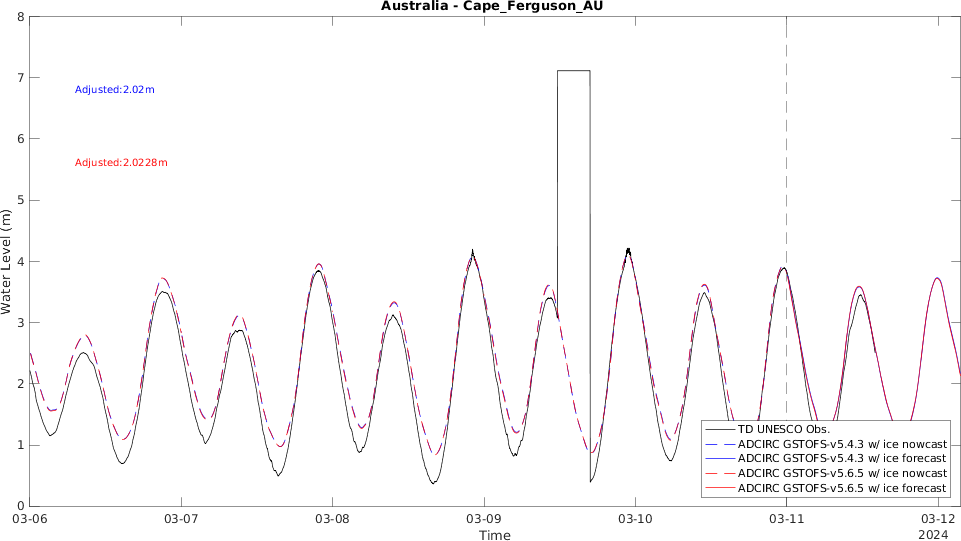 Australia - Cape_Ferguson_AU
8
7
6
5
4
3
2
1
0
Water Level (m)
Adjusted:2.02m
Adjusted:2.0228m
TD UNESCO Obs.
ADCIRC GSTOFS-v5.4.3 w/ ice nowcast
ADCIRC GSTOFS-v5.4.3 w/ ice forecast
ADCIRC GSTOFS-v5.6.5 w/ ice nowcast
ADCIRC GSTOFS-v5.6.5 w/ ice forecast
03-06 03-07 03-08 03-09 03-10 03-11 03-12
Time
2024